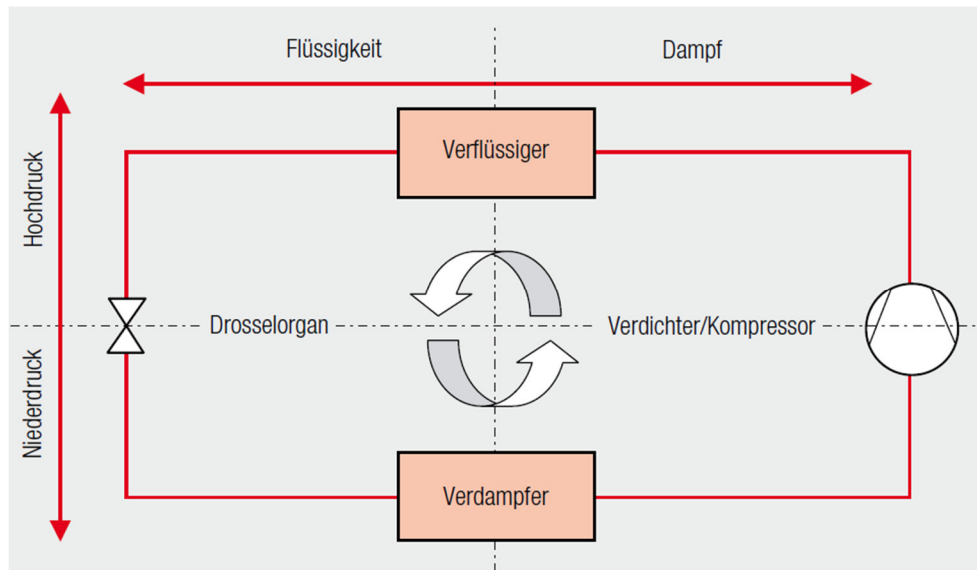 Flüssigkeit
Dampf
Hochdruck
Verflüssiger
Drosselorgan
Verdichter/Kompressor
Niederdruck
Verdampfer